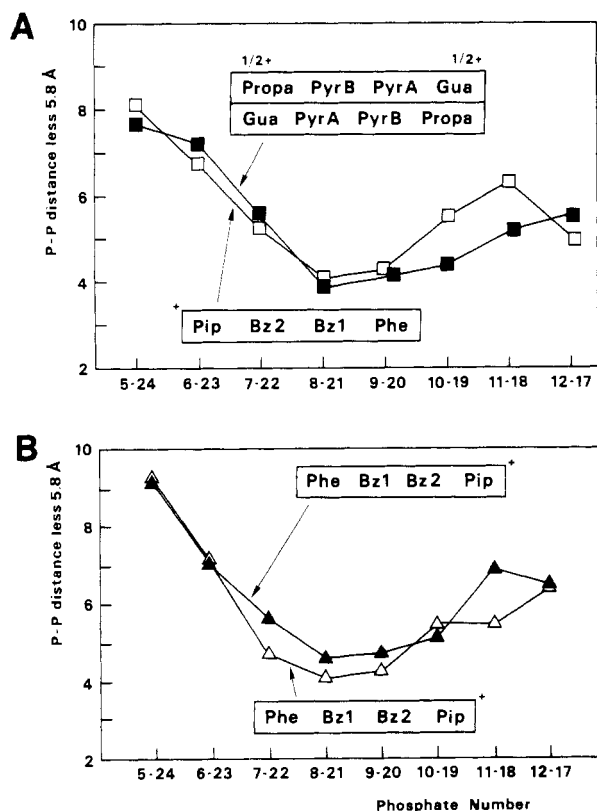 A
P-P distance less 5.8 Å
10
8
6
4
2
1/2+ 1/2+
Propa PyrB PyrA Gua
Gua PyrA PyrB Propa
+
Pip Bz2 Bz1 Phe
5-24 6-23 7-22 8-21 9-20 10-19 11-18 12-17
B
P-P distance less 5.8 Å
10
8
6
4
2
Phe Bz1 Bz2 Pip +
Phe Bz1 Bz2 Pip +
5-24 6-23 7-22 8-21 9-20 10-19 11-18 12-17
Phosphate Number